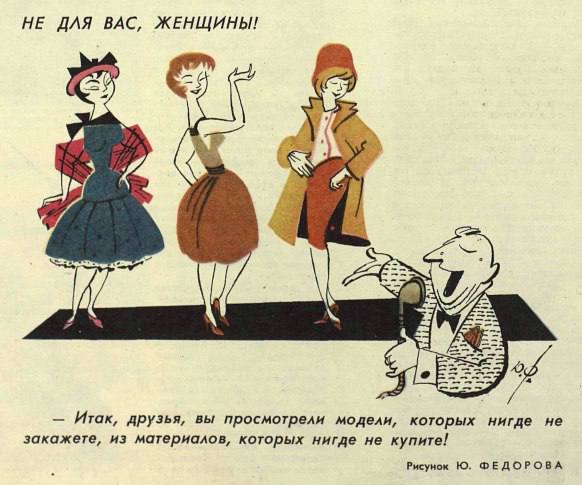 НЕ ДЛЯ ВАС, ЖЕНЩИНЫ!
Ю.Ф
— Итак, друзья, вы просмотрели модели, которых нигде не
закажете, из материалов, которых нигде не купите!
Рисунок Ю. ФЕДОРОВА